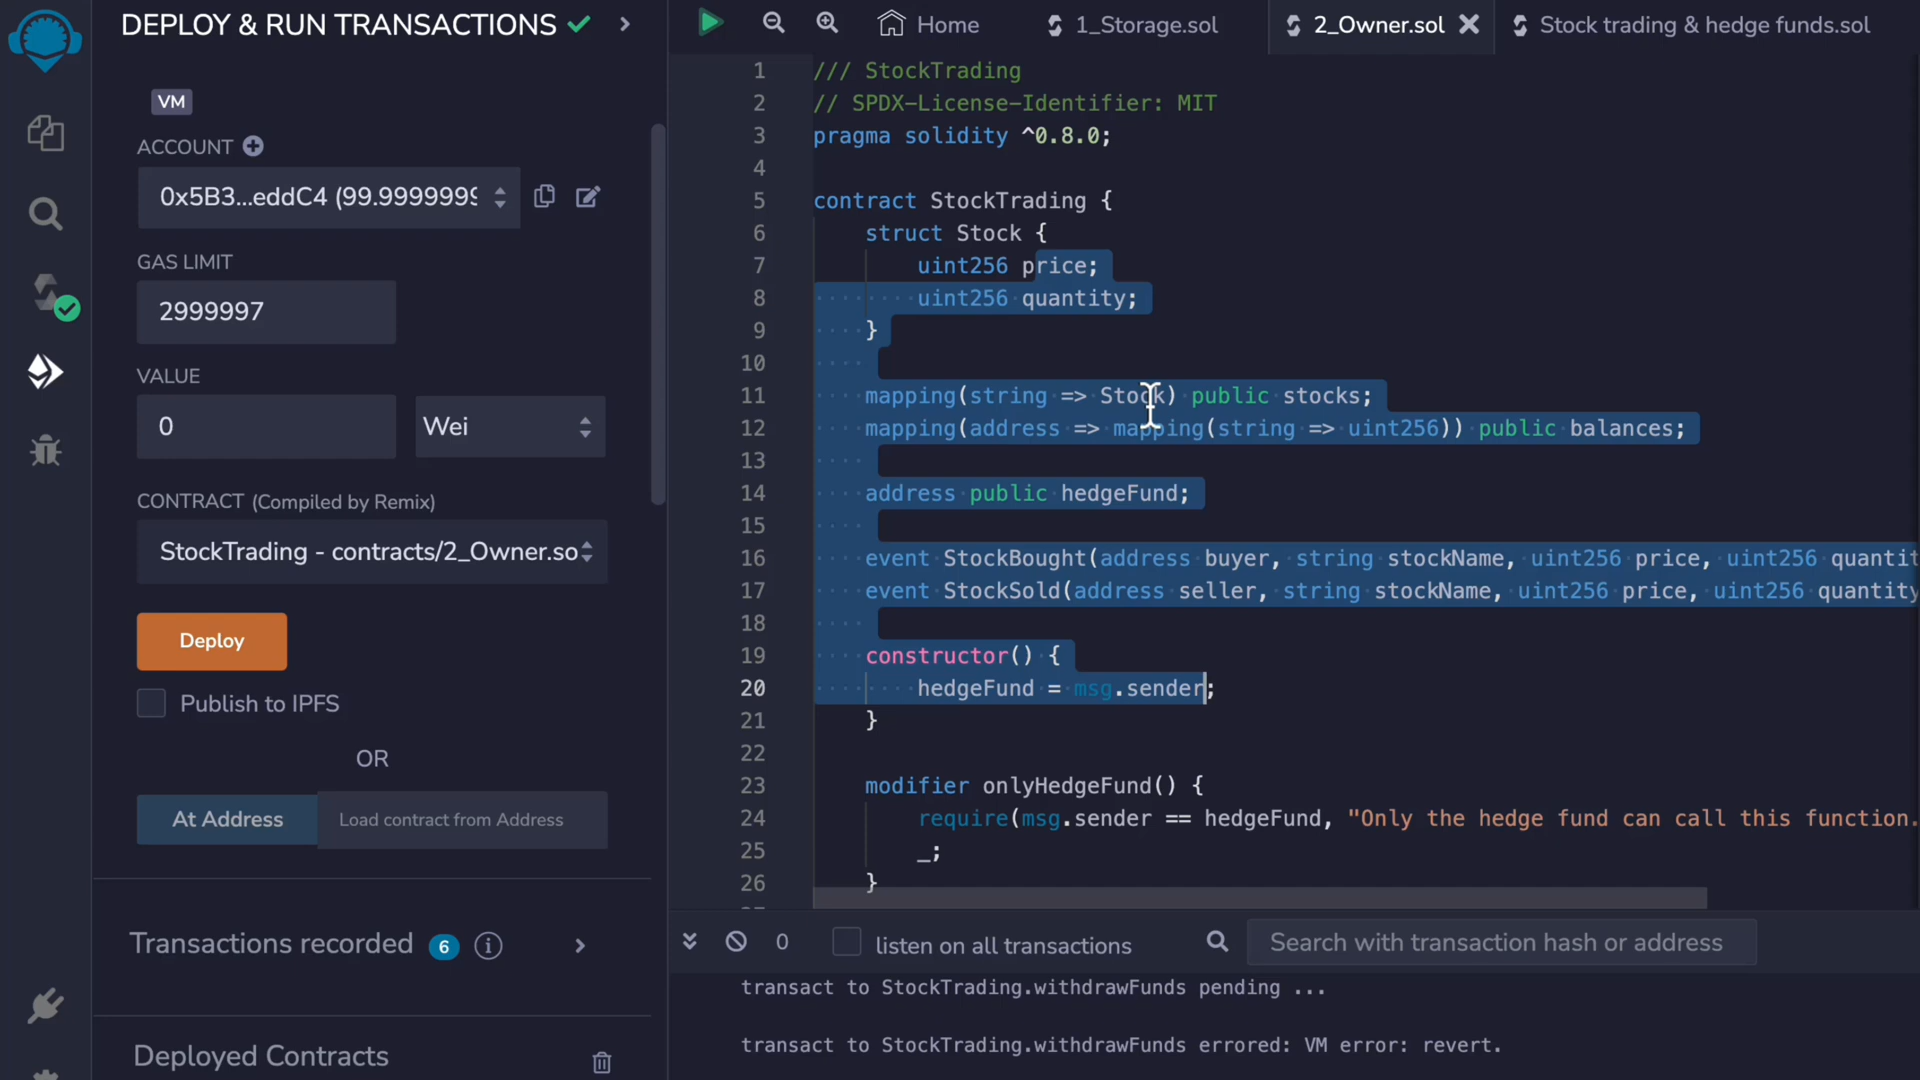 DEPLOY & RUN TRANSACTIONS
VM
ACCOUNT
0x5B3...eddC4 (99.9999999
GAS LIMIT
2999997
VALUE
0
Wei
CONTRACT (Compiled by Remix)
StockTrading - contracts/2_Owner.so
Deploy
Publish to IPFS
OR
At Address
Load contract from Address
Transactions recorded 6 i
Deployed Contracts
Home
1_Storage.sol
2_Owner.sol
Stock trading & hedge funds.sol
1 /// StockTrading
2 // SPDX-License-Identifier: MIT
3 pragma solidity ^0.8.0;
4
5 contract StockTrading {
6 struct Stock {
7 uint256 price;
8 uint256 quantity;
9 }
10
11 mapping(string => Stock) public stocks;
12 mapping(address => mapping(string => uint256)) public balances;
13
14 address public hedgeFund;
15
16 event StockBought(address buyer, string stockName, uint256 price, uint256 quantit
17 event StockSold(address seller, string stockName, uint256 price, uint256 quantity
18
19 constructor() {
20 hedgeFund = msg.sender;
21 }
22
23 modifier onlyHedgeFund() {
24 require(msg.sender == hedgeFund, "Only the hedge fund can call this function.
25 _;
26 }
0
listen on all transactions
Search with transaction hash or address
transact to StockTrading.withdrawFunds pending ...
transact to StockTrading.withdrawFunds errored: VM error: revert.